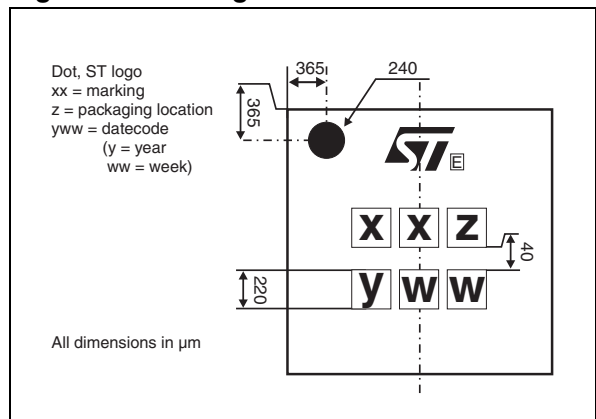 Dot, ST logo
xx = marking
z = packaging location
yww = datecode
(y = year
ww = week)
365
240
365
ST E
x x z
40
y w w
220
All dimensions in µm